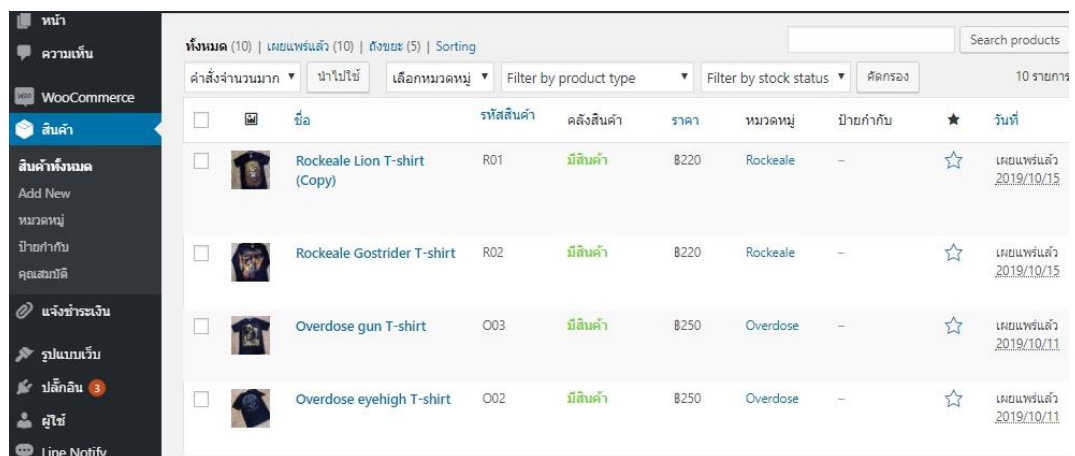 หน้า
ความเห็น
WooCommerce
สินค้า
สินค้าทั้งหมด
Add New
หมวดหมู่
ป้ายกำกับ
คุณสมบัติ
แจ้งชำระเงิน
รูปแบบเว็บ
ปลั๊กอิน 3
ผู้ใช้
Line Notify
ทั้งหมด (10) | เผยแพร่แล้ว (10) | ถังขยะ (5) | Sorting
Search products
คำสั่งจำนวนมาก นำไปใช้ เลือกหมวดหมู่ Filter by product type Filter by stock status คัดกรอง 10 รายการ
ชื่อ รหัสสินค้า คลังสินค้า ราคา หมวดหมู่ ป้ายกำกับ วันที่
Rockeale Lion T-shirt R01 มีสินค้า ฿220 Rockeale – เผยแพร่แล้ว
(Copy) 2019/10/15
Rockeale Gostrider T-shirt R02 มีสินค้า ฿220 Rockeale – เผยแพร่แล้ว
2019/10/15
Overdose gun T-shirt O03 มีสินค้า ฿250 Overdose – เผยแพร่แล้ว
2019/10/11
Overdose eyehigh T-shirt O02 มีสินค้า ฿250 Overdose – เผยแพร่แล้ว
2019/10/11